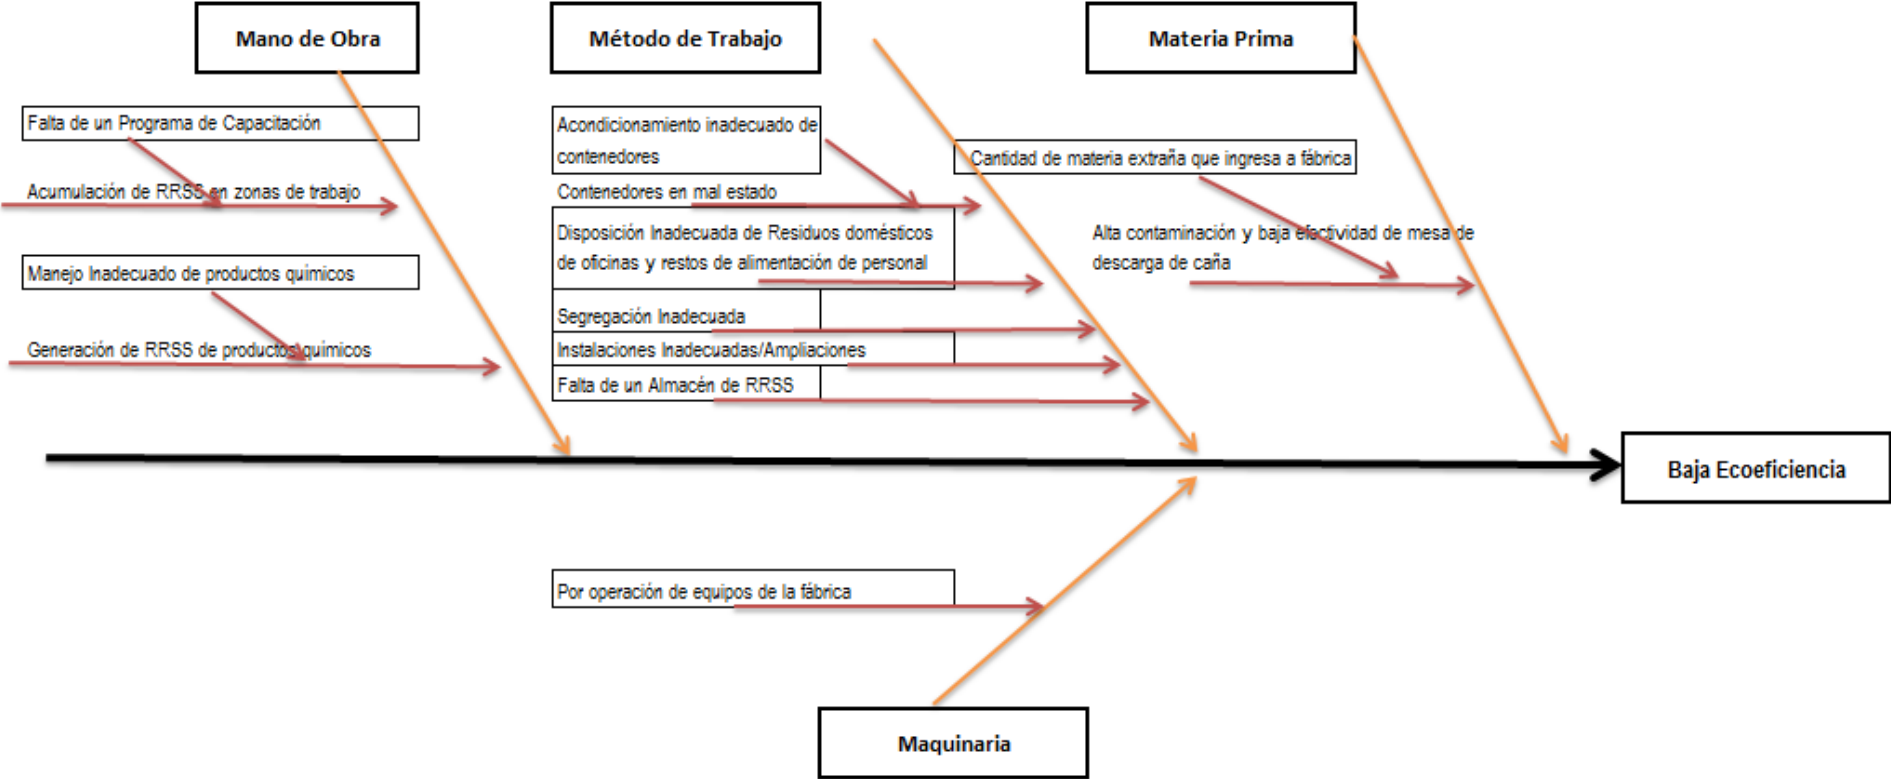 Mano de Obra
Método de Trabajo
Materia Prima
Falta de un Programa de Capacitación
Acumulación de RRSS en zonas de trabajo
Manejo Inadecuado de productos quimicos
Generación de RRSS de productos químicos
Acondicionamiento inadecuado de
contenedores
Contenedores en mal estado
Disposición Inadecuada de Residuos domésticos
de oficinas y restos de alimentación de personal
Segregación Inadecuada
Instalaciones Inadecuadas/Ampliaciones
Falta de un Almacén de RRSS
Cantidad de materia extraña que ingresa a fábrica
Alta contaminación y baja efectividad de mesa de
descarga de caña
Baja Ecoeficiencia
Por operación de equipos de la fábrica
Maquinaria